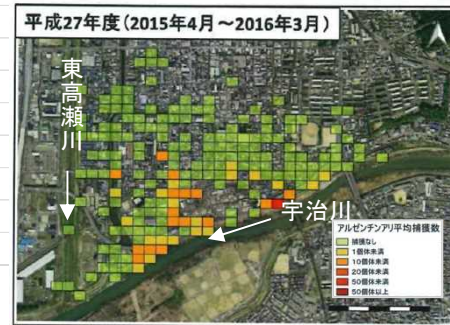 平成27年度(2015年4月~2016年3月)
東高瀬川
宇治川
アルゼンチンアリ平均捕獲数
捕獲なし
1個体未満
10個体未満
20個体未満
50個体未満
50個体以上